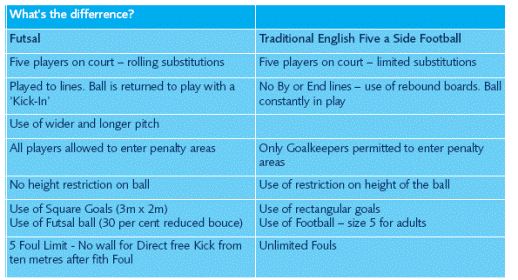 What's the differrence?
Futsal
Traditional English Five a Side Football
Five players on court – rolling substitutions
Five players on court – limited substitutions
Played to lines. Ball is returned to play with a
'Kick-In'
No By or End lines – use of rebound boards. Ball
constantly in play
Use of wider and longer pitch
All players allowed to enter penalty areas
Only Goalkeepers permitted to enter penalty
areas
No height restriction on ball
Use of restriction on height of the ball
Use of Square Goals (3m x 2m)
Use of Futsal ball (30 per cent reduced bouce)
Use of rectangular goals
Use of Football – size 5 for adults
5 Foul Limit - No wall for Direct free Kick from
ten metres after fith Foul
Unlimited Fouls